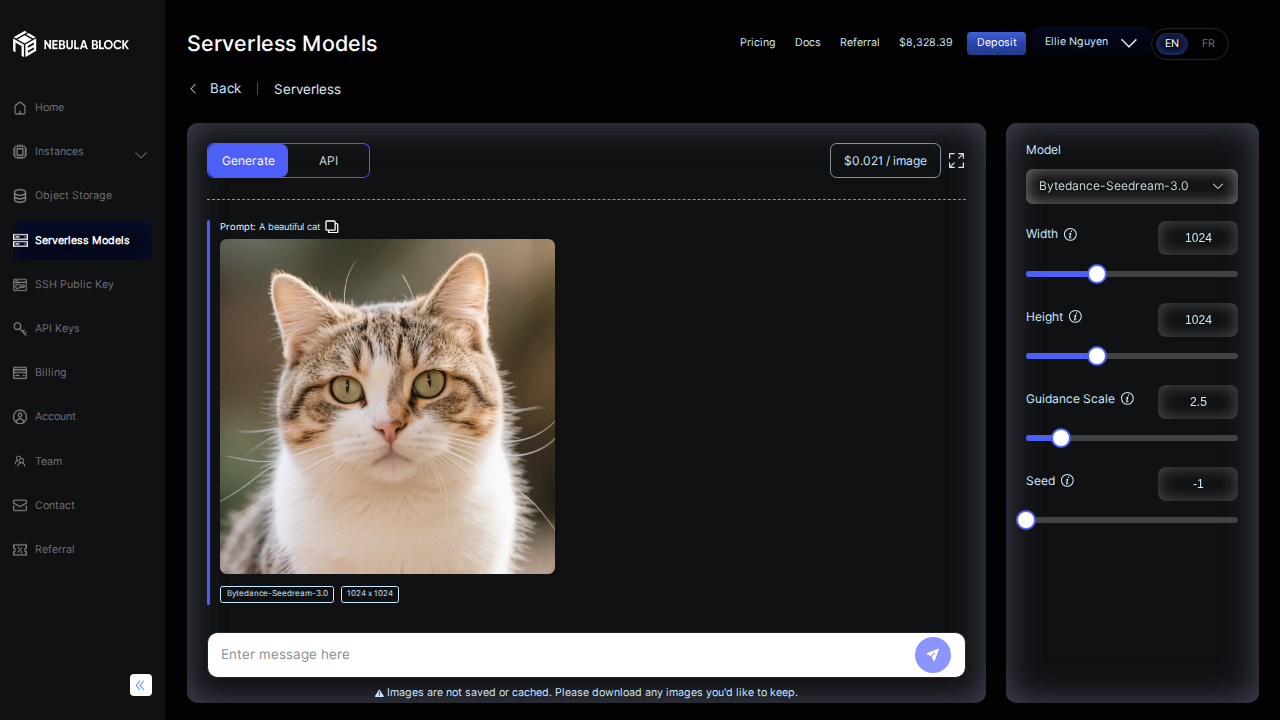 NEBULA BLOCK
Serverless Models
Pricing
Docs
Referral
$8,328.39
Deposit
Ellie Nguyen
EN
FR
Back
Serverless
Home
Instances
Object Storage
Serverless Models
SSH Public Key
API Keys
Billing
Account
Team
Contact
Referral
Generate
API
$0.021 / image
Prompt: A beautiful cat
Bytedance-Seedream-3.0
1024 x 1024
Enter message here
Images are not saved or cached. Please download any images you'd like to keep.
Model
Bytedance-Seedream-3.0
Width
1024
Height
1024
Guidance Scale
2.5
Seed
-1